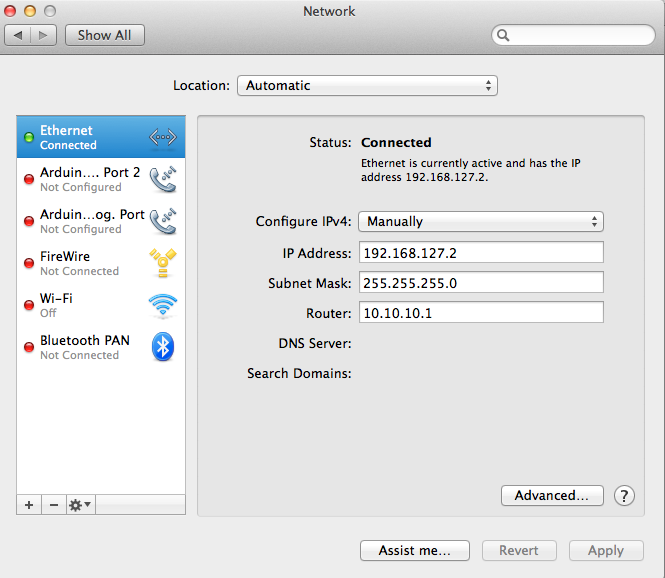 Network
Show All
Location: Automatic
Ethernet
Connected
Arduin.... Port 2
Not Configured
Arduin...og. Port
Not Configured
FireWire
Not Connected
Wi-Fi
Off
Bluetooth PAN
Not Connected
Status: Connected
Ethernet is currently active and has the IP
address 192.168.127.2.
Configure IPv4: Manually
IP Address: 192.168.127.2
Subnet Mask: 255.255.255.0
Router: 10.10.10.1
DNS Server:
Search Domains:
Advanced... ?
+ −
Assist me... Revert Apply